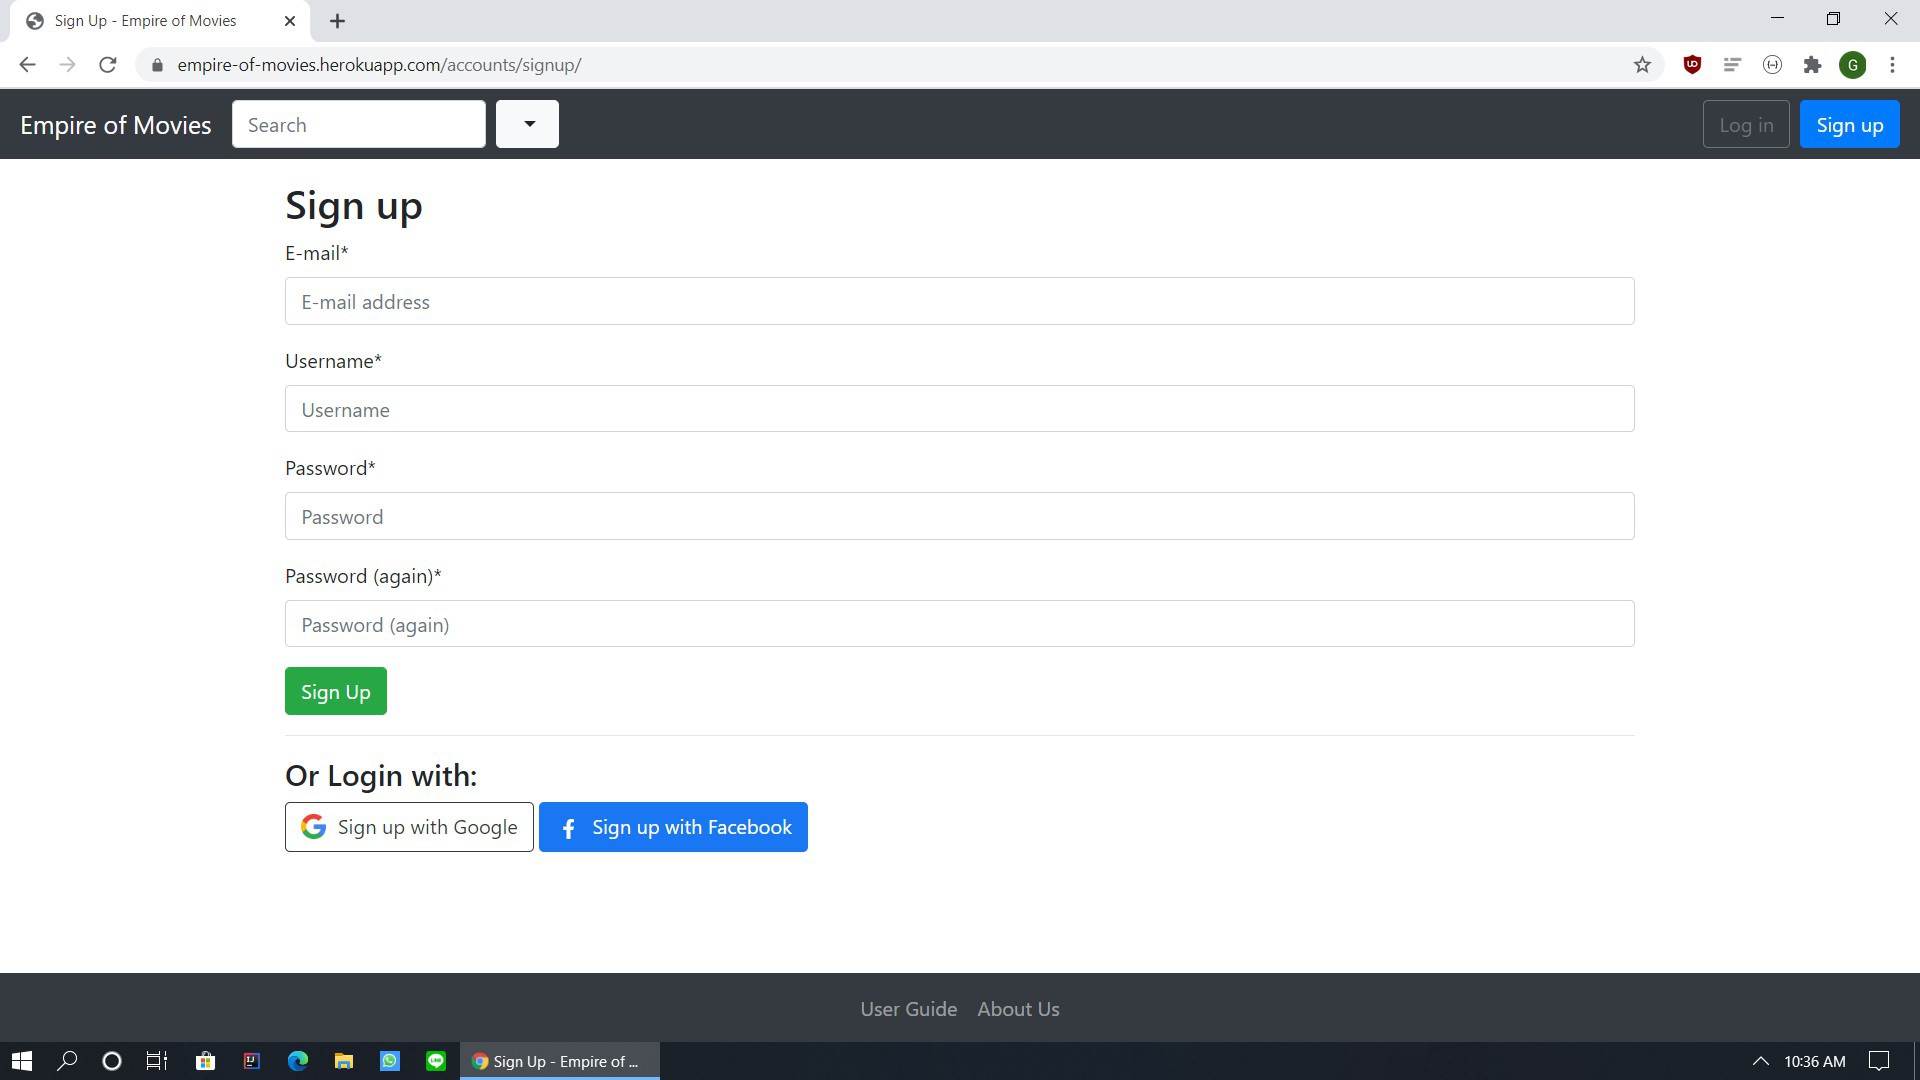 Sign Up - Empire of Movies
empire-of-movies.herokuapp.com/accounts/signup/
G
Empire of Movies
Search
Log in
Sign up
Sign up
E-mail*
E-mail address
Username*
Username
Password*
Password
Password (again)*
Password (again)
Sign Up
Or Login with:
Sign up with Google
Sign up with Facebook
User Guide
About Us
Sign Up - Empire of ...
10:36 AM